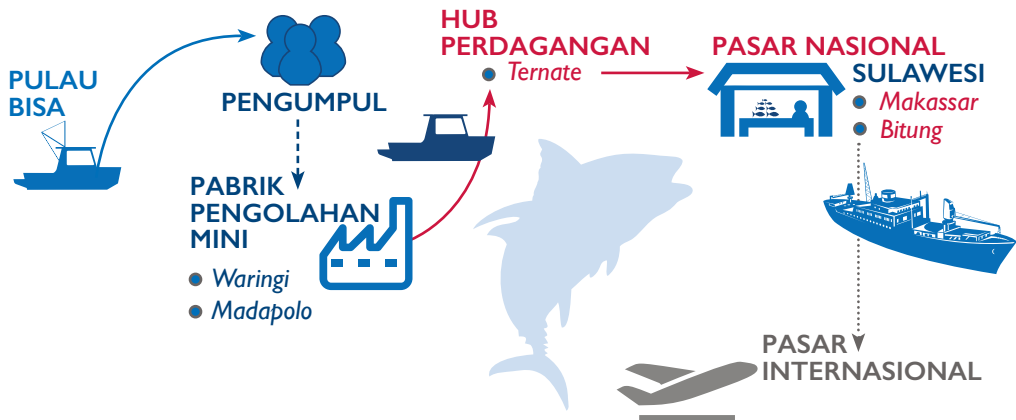 PULAU
BISA
PENGUMPUL
PABRIK
PENGOLAHAN
MINI
Waringi
Madapolo
HUB
PERDAGANGAN
Ternate
PASAR NASIONAL
SULAWESI
Makassar
Bitung
PASAR
INTERNASIONAL